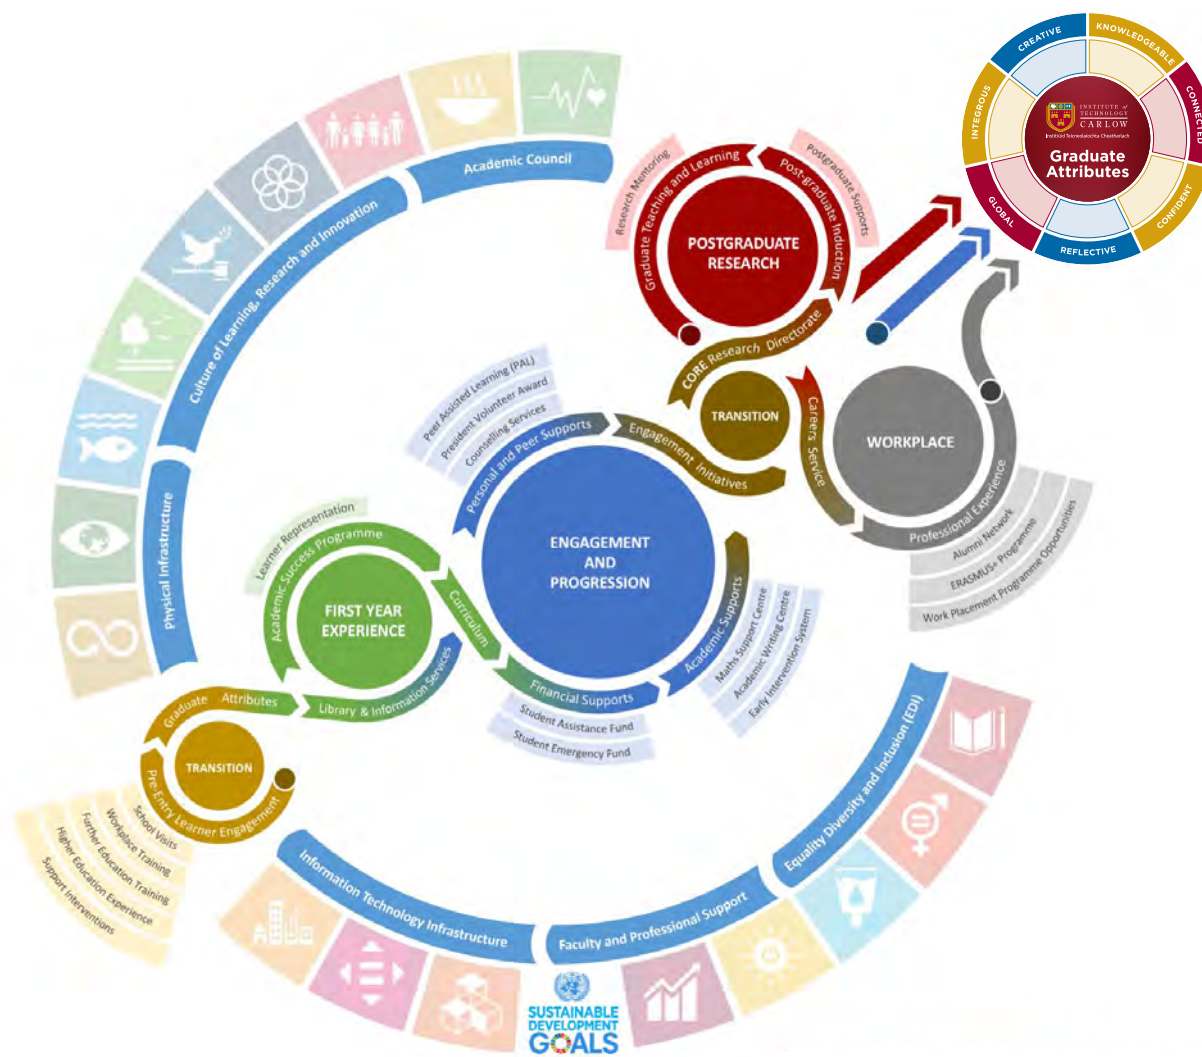 CREATIVE
KNOWLEDGEABLE
CONNECTED
CONFIDENT
REFLECTIVE
GLOBAL
INTEGROUS
INSTITUTE of
TECHNOLOGY
CARLOW
Institiúid Teicneolaíochta Cheatharlach
Graduate
Attributes
Academic Council
Culture of Learning, Research and Innovation
Physical Infrastructure
Research Mentoring
Graduate Teaching and Learning
Post-graduate Induction
Postgraduate Supports
POSTGRADUATE
RESEARCH
CORE Research Directorate
TRANSITION
Careers Service
WORKPLACE
Professional Experience
Alumni Network
ERASMUS+ Programme
Work Placement Programme Opportunities
Peer Assisted Learning (PAL)
President Volunteer Award
Counselling Services
Personal and Peer Supports
Engagement Initiatives
ENGAGEMENT
AND
PROGRESSION
Academic Supports
Maths Support Centre
Academic Writing Centre
Early Intervention System
Financial Supports
Student Assistance Fund
Student Emergency Fund
Learner Representation
Academic Success Programme
FIRST YEAR
EXPERIENCE
Curriculum
Library & Information Services
Graduate Attributes
TRANSITION
Pre-Entry Learner Engagement
School Visits
Workplace Training
Further Education Training
Higher Education Experience
Support Interventions
Information Technology Infrastructure
Faculty and Professional Support
Equality Diversity and Inclusion (EDI)
SUSTAINABLE
DEVELOPMENT
GOALS